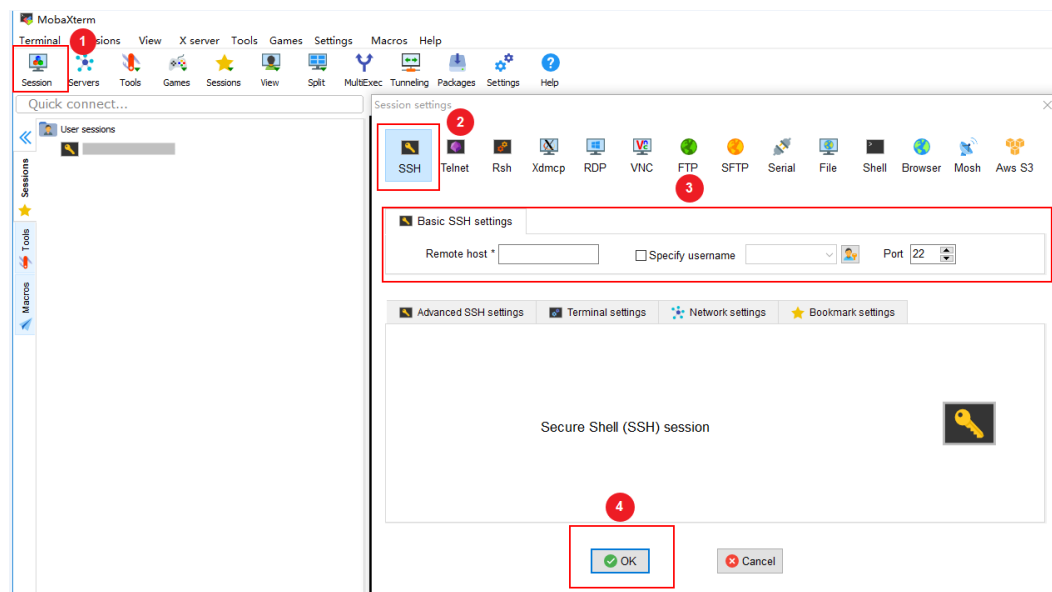 MobaXterm
Terminal Sessions View X server Tools Games Settings Macros Help
1
Session Servers Tools Games Sessions View Split MultiExec Tunneling Packages Settings Help
Quick connect...
Session settings
2
User sessions
SSH Telnet Rsh Xdmcp RDP VNC FTP SFTP Serial File Shell Browser Mosh Aws S3
3
Sessions
Tools
Macros
Basic SSH settings
Remote host * Specify username Port 22
Advanced SSH settings Terminal settings Network settings Bookmark settings
Secure Shell (SSH) session
4
OK Cancel